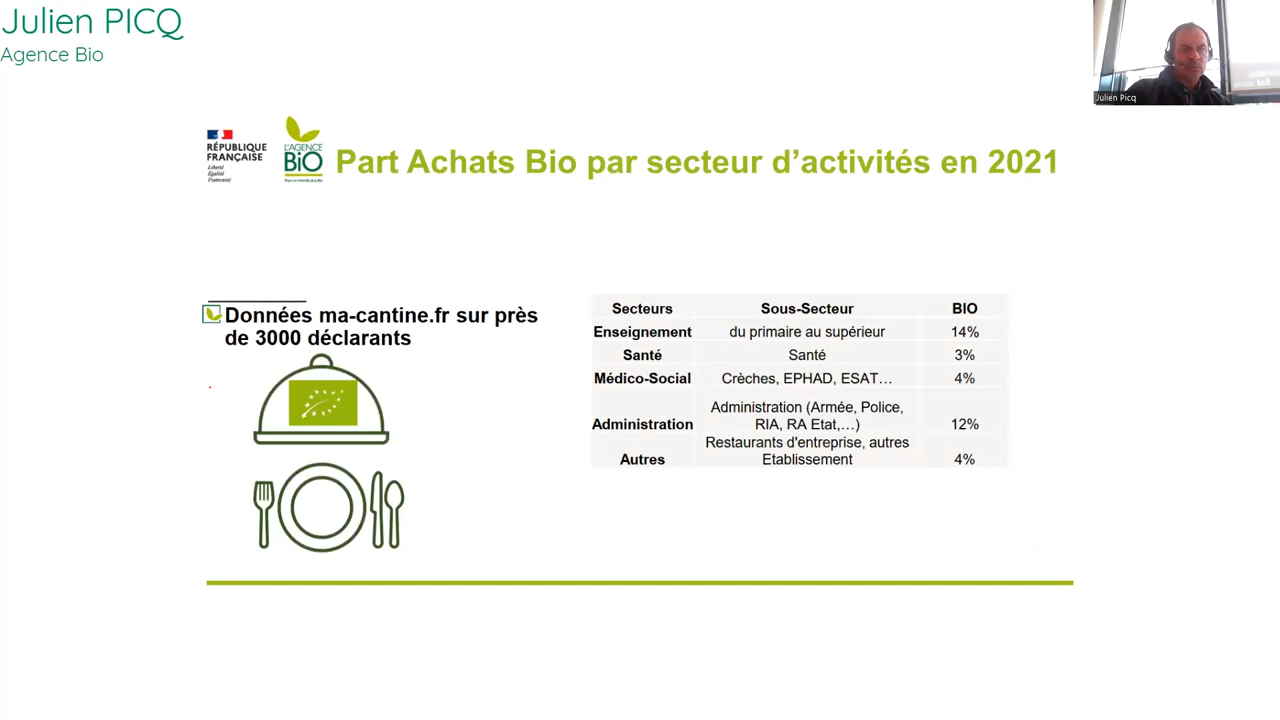 Julien PICQ
Agence Bio
Julien Picq
RÉPUBLIQUE
FRANÇAISE
Liberté
Égalité
Fraternité
L'AGENCE
BiO
Part Achats Bio par secteur d'activités en 2021
Données ma-cantine.fr sur près
de 3000 déclarants
Secteurs Sous-Secteur BIO
Enseignement du primaire au supérieur 14%
Santé Santé 3%
Médico-Social Crèches, EPHAD, ESAT… 4%
Administration (Armée, Police,
Administration RIA, RA Etat,…) 12%
Restaurants d'entreprise, autres
Autres Etablissement 4%